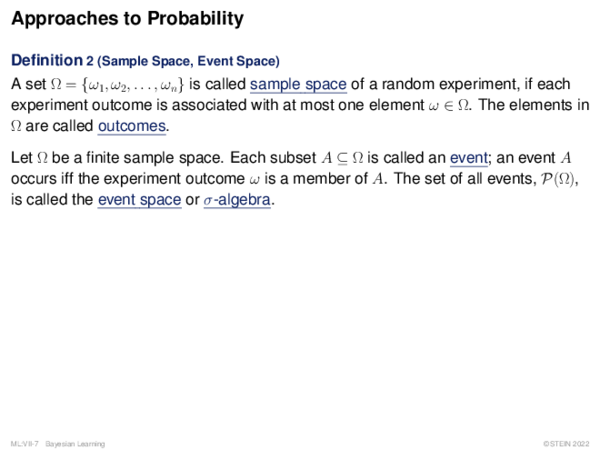 Approaches to Probability
Definition 2 (Sample Space, Event Space)
A set Ω = {ω₁, ω₂, . . . , ωₙ} is called sample space of a random experiment, if each
experiment outcome is associated with at most one element ω ∈ Ω. The elements in
Ω are called outcomes.
Let Ω be a finite sample space. Each subset A ⊆ Ω is called an event; an event A
occurs iff the experiment outcome ω is a member of A. The set of all events, 𝒫(Ω),
is called the event space or σ-algebra.
ML:VII-7 Bayesian Learning ©STEIN 2022